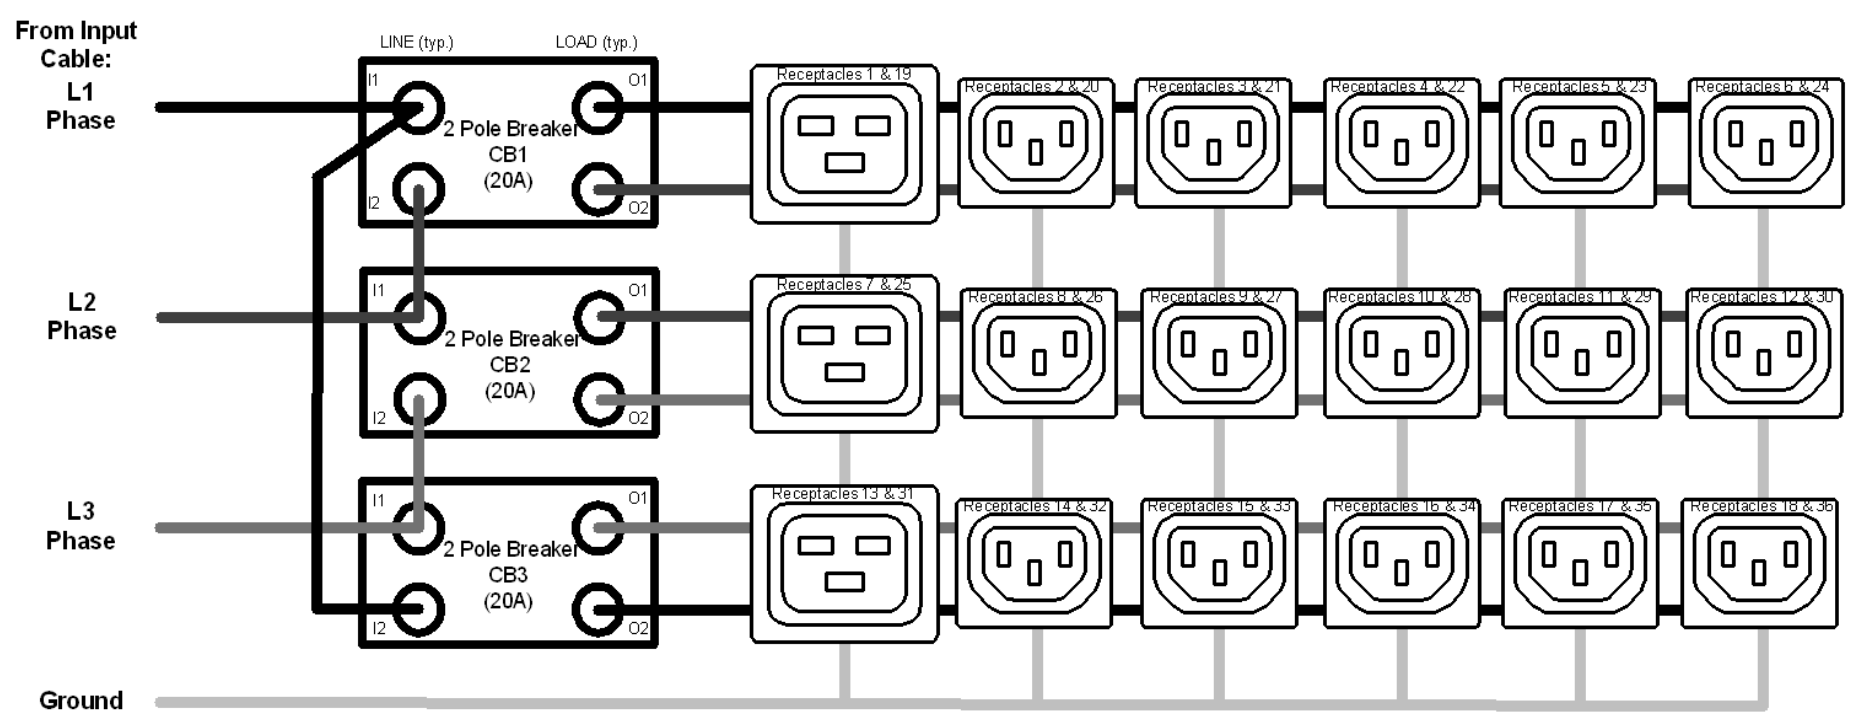 From Input
Cable:
LINE (typ.)
LOAD (typ.)
L1
Phase
I1
O1
2 Pole Breaker
CB1
(20A)
I2
O2
Receptacles 1 & 19
Receptacles 2 & 20
Receptacles 3 & 21
Receptacles 4 & 22
Receptacles 5 & 23
Receptacles 6 & 24
L2
Phase
I1
O1
2 Pole Breaker
CB2
(20A)
I2
O2
Receptacles 7 & 25
Receptacles 8 & 26
Receptacles 9 & 27
Receptacles 10 & 28
Receptacles 11 & 29
Receptacles 12 & 30
L3
Phase
I1
O1
2 Pole Breaker
CB3
(20A)
I2
O2
Receptacles 13 & 31
Receptacles 14 & 32
Receptacles 15 & 33
Receptacles 16 & 34
Receptacles 17 & 35
Receptacles 18 & 36
Ground